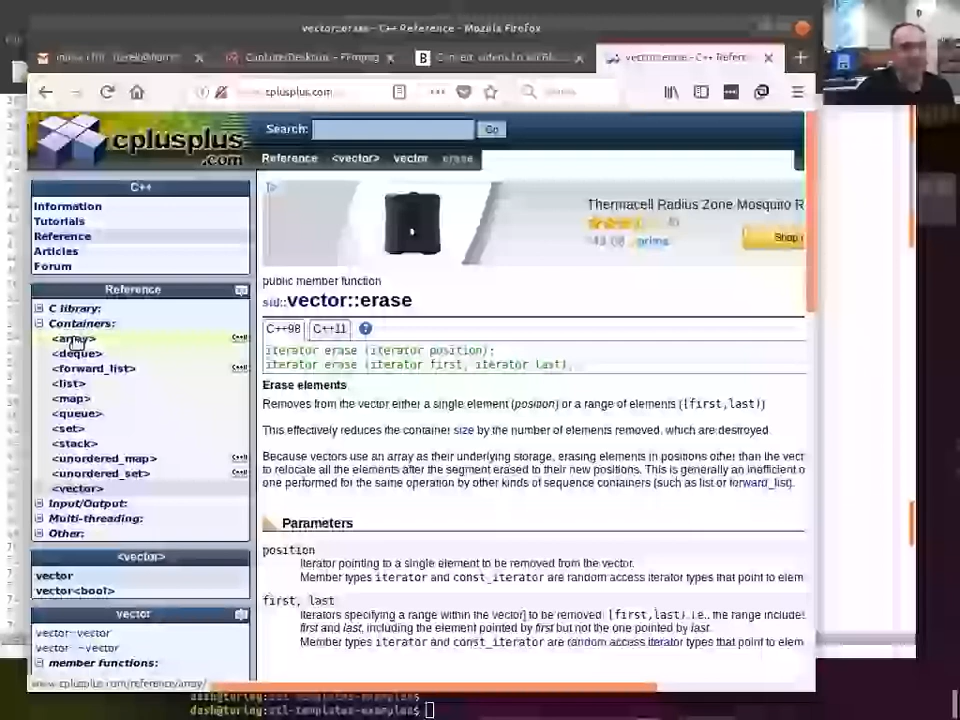 vector::erase - C++ Reference - Mozilla Firefox
vector::erase - C++ Refere
cplusplus.com
cplusplus
.com
Search:
Go
Reference <vector> vector erase
C++
Information
Tutorials
Reference
Articles
Forum
Reference
C library:
Containers:
<array>
<deque>
<forward_list>
<list>
<map>
<queue>
<set>
<stack>
<unordered_map>
<unordered_set>
<vector>
Input/Output:
Multi-threading:
Other:
<vector>
vector
vector<bool>
vector
vector::vector
vector::~vector
member functions:
Thermacell Radius Zone Mosquito R
prime
Shop
public member function
std::vector::erase
C++98 C++11 ?
iterator erase (iterator position);
iterator erase (iterator first, iterator last);
Erase elements
Removes from the vector either a single element (position) or a range of elements ([first,last))
This effectively reduces the container size by the number of elements removed, which are destroyed.
Because vectors use an array as their underlying storage, erasing elements in positions other than the vect
to relocate all the elements after the segment erased to their new positions. This is generally an inefficient o
one performed for the same operation by other kinds of sequence containers (such as list or forward_list).
Parameters
position
Iterator pointing to a single element to be removed from the vector.
Member types iterator and const_iterator are random access iterator types that point to elem
first, last
Iterators specifying a range within the vector] to be removed: [first,last). i.e., the range includes
first and last, including the element pointed by first but not the one pointed by last.
Member types iterator and const_iterator are random access iterator types that point to elem
www.cplusplus.com/reference/array/
dash@turing:stl-templates-examples$
dash@turing:stl-templates-examples$